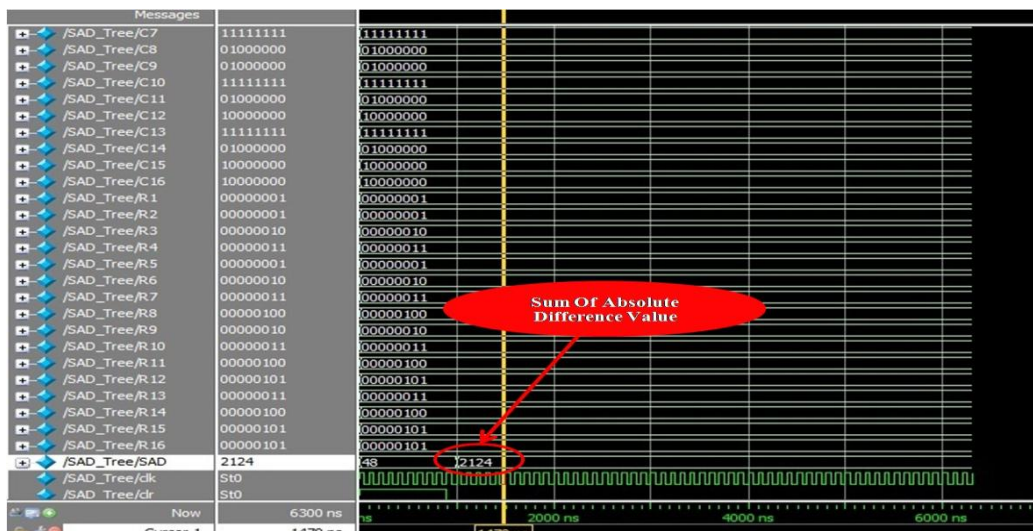 Messages
/SAD_Tree/C7 11111111 11111111
/SAD_Tree/C8 01000000 01000000
/SAD_Tree/C9 01000000 01000000
/SAD_Tree/C10 11111111 11111111
/SAD_Tree/C11 01000000 01000000
/SAD_Tree/C12 10000000 10000000
/SAD_Tree/C13 11111111 11111111
/SAD_Tree/C14 01000000 01000000
/SAD_Tree/C15 10000000 10000000
/SAD_Tree/C16 10000000 10000000
/SAD_Tree/R1 00000001 00000001
/SAD_Tree/R2 00000001 00000001
/SAD_Tree/R3 00000010 00000010
/SAD_Tree/R4 00000011 00000011
/SAD_Tree/R5 00000001 00000001
/SAD_Tree/R6 00000010 00000010
/SAD_Tree/R7 00000011 00000011
/SAD_Tree/R8 00000100 00000100
/SAD_Tree/R9 00000010 00000010
/SAD_Tree/R10 00000011 00000011
/SAD_Tree/R11 00000100 00000100
/SAD_Tree/R12 00000101 00000101
/SAD_Tree/R13 00000011 00000011
/SAD_Tree/R14 00000100 00000100
/SAD_Tree/R15 00000101 00000101
/SAD_Tree/R16 00000101 00000101
Sum Of Absolute
Difference Value
/SAD_Tree/SAD 2124 48 2124
/SAD_Tree/clk St0
/SAD_Tree/clr St0
Now 6300 ns ns 2000 ns 4000 ns 6000 ns